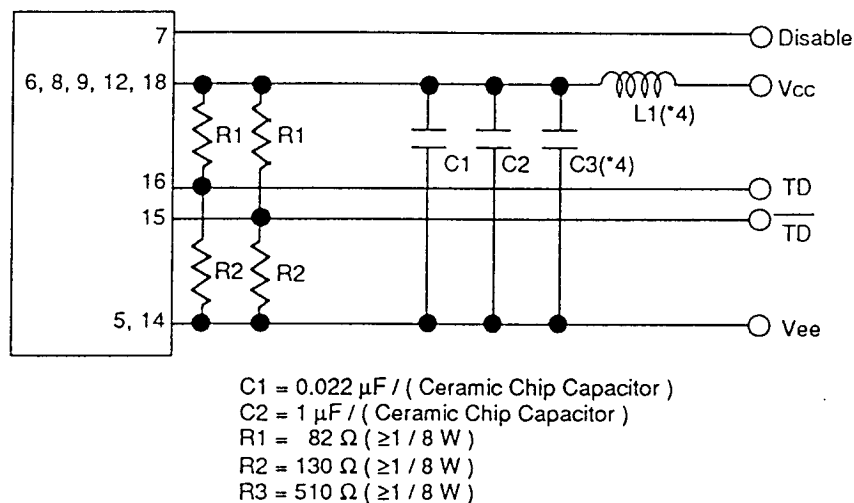 7
Disable
6, 8, 9, 12, 18
Vcc
L1(*4)
R1
R1
C1
C2
C3(*4)
16
TD
15
TD
R2
R2
5, 14
Vee
C1 = 0.022 µF / ( Ceramic Chip Capacitor )
C2 = 1 µF / ( Ceramic Chip Capacitor )
R1 = 82 Ω ( ≥1 / 8 W )
R2 = 130 Ω ( ≥1 / 8 W )
R3 = 510 Ω ( ≥1 / 8 W )